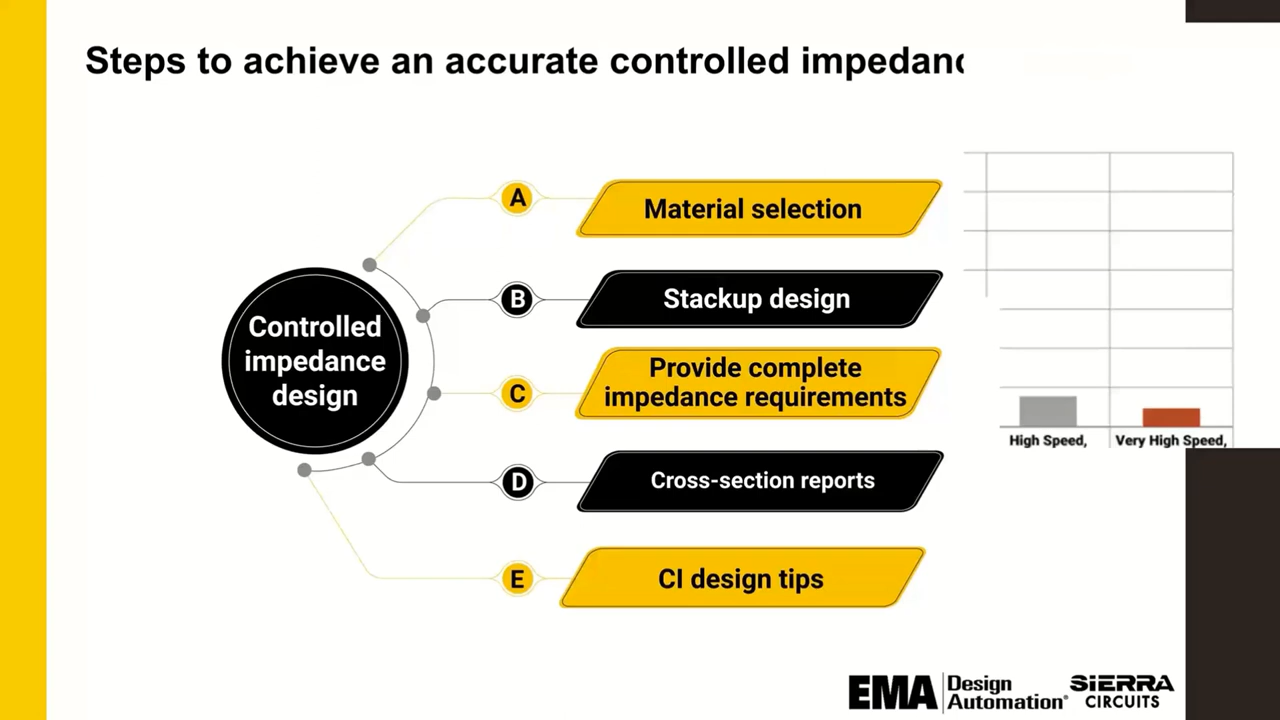 Steps to achieve an accurate controlled
A
Material selection
B
Stackup design
Controlled
impedance
design
C
Provide complete
impedance requirements
High Speed,
Very High Speed,
D
Cross-section reports
E
CI design tips
EMA Design Automation®
SIERRA CIRCUITS